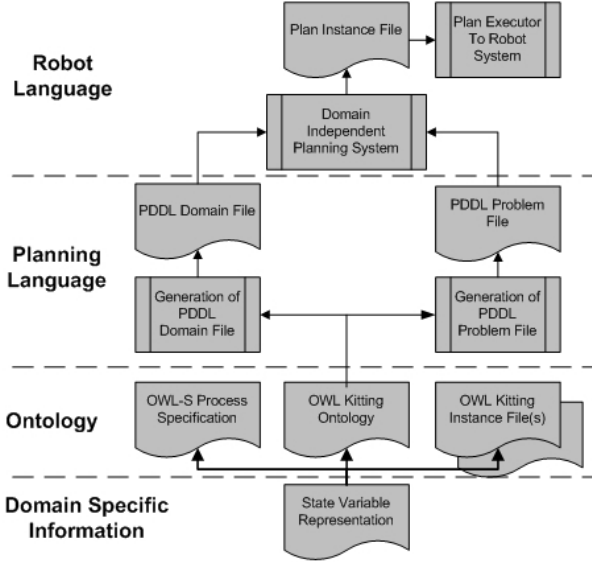 Robot
Language
Plan Instance File
Plan Executor
To Robot
System
Domain
Independent
Planning System
Planning
Language
PDDL Domain File
PDDL Problem
File
Generation of
PDDL
Domain File
Generation of
PDDL
Problem File
Ontology
OWL-S Process
Specification
OWL Kitting
Ontology
OWL Kitting
Instance File(s)
Domain Specific
Information
State Variable
Representation